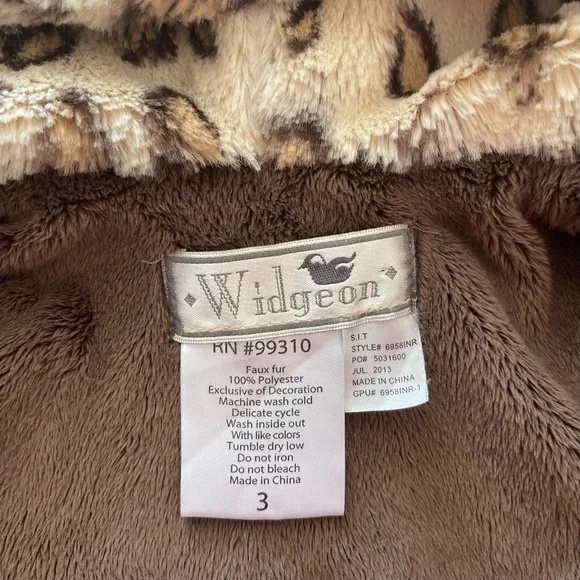 Widgeon
RN #99310
Faux fur
100% Polyester
Exclusive of Decoration
Machine wash cold
Delicate cycle
Wash inside out
With like colors
Tumble dry low
Do not iron
Do not bleach
Made in China
3
S.I.T
STYLE# 6958INR
PO# 5031600
JUL. 2013
MADE IN CHINA
GPU# 6958INR-1